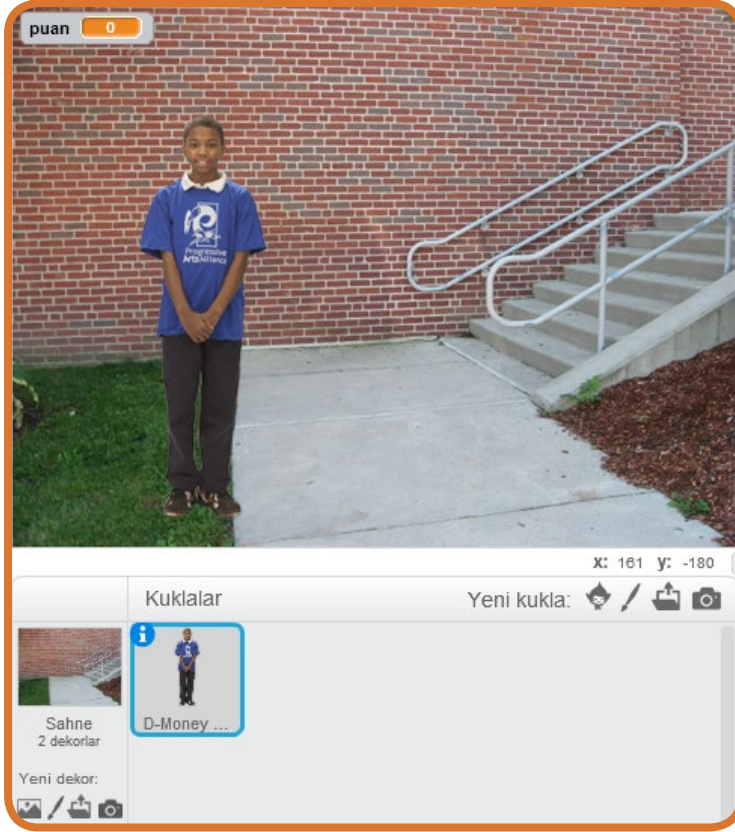 puan 0
Progressive
Arts Alliance
x: 161 y: -180
Kuklalar
Yeni kukla:
Sahne
2 dekorlar
Yeni dekor:
D-Money ...